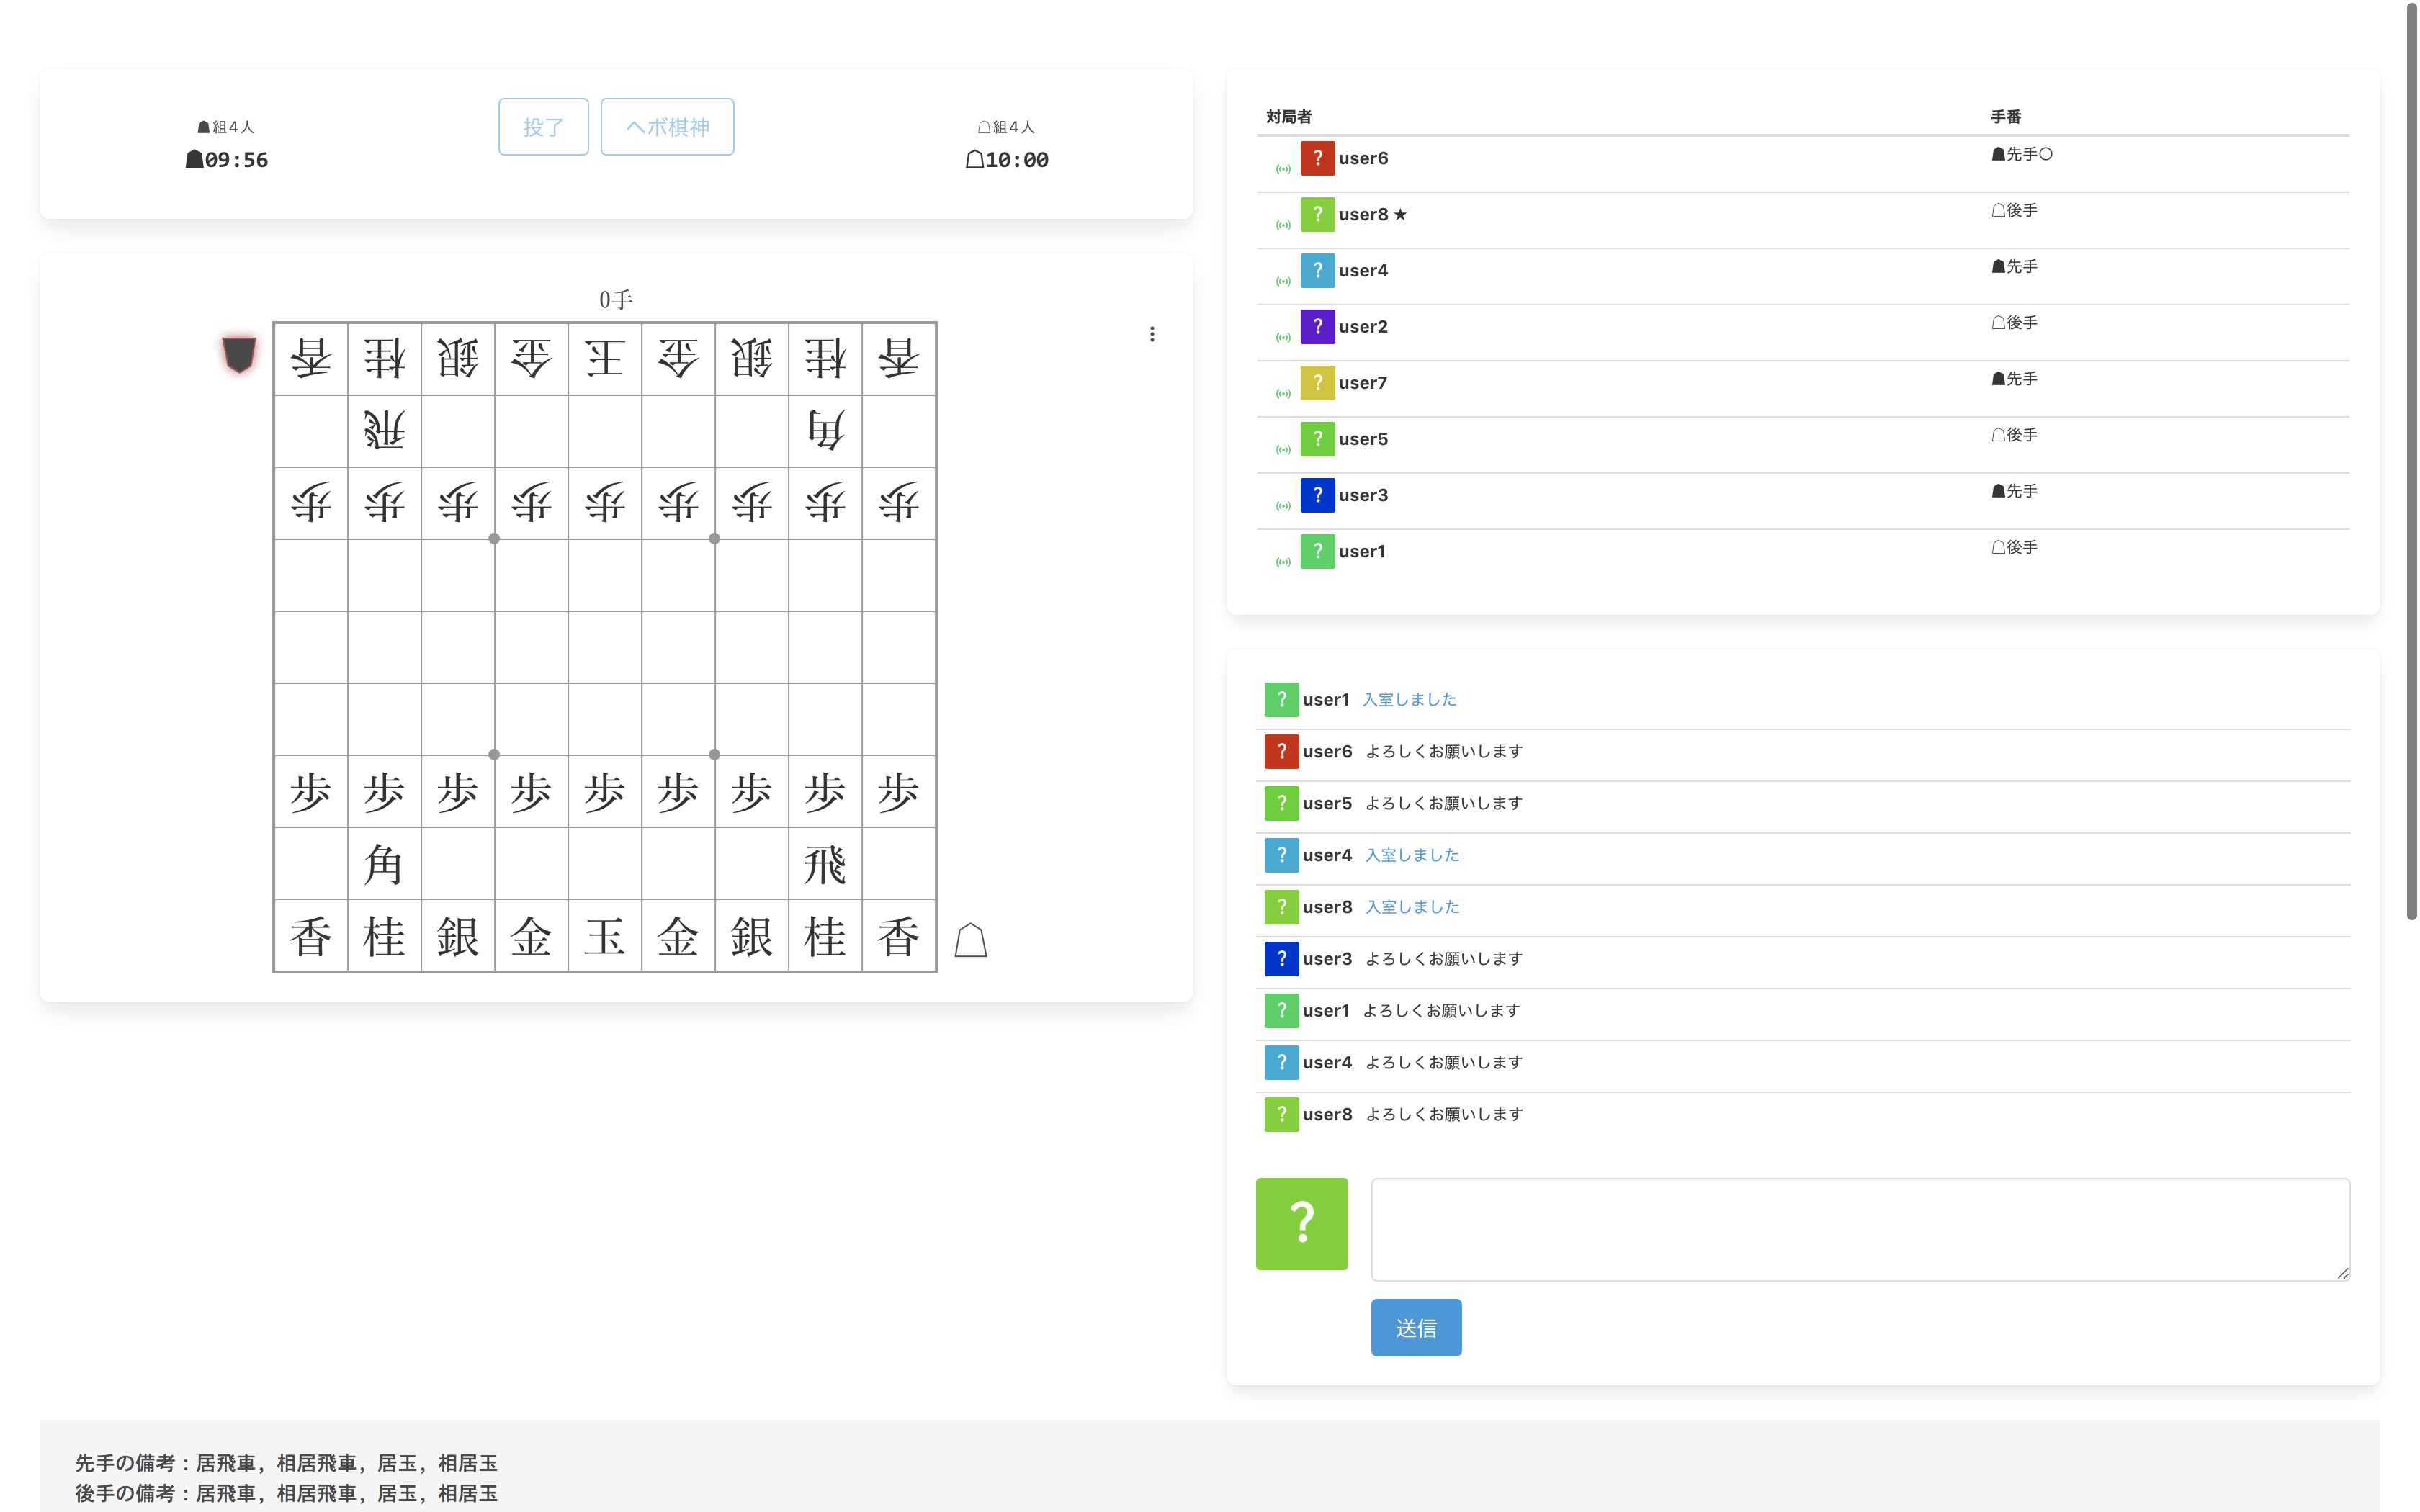 ☗組4人
☗09:56
投了
ヘボ棋神
☖組4人
☖10:00
0手
香桂銀金王金銀桂香
飛角
歩歩歩歩歩歩歩歩歩
歩歩歩歩歩歩歩歩歩
角飛
香桂銀金玉金銀桂香
対局者 手番
? user6 ☗先手○
? user8 ★ ☖後手
? user4 ☗先手
? user2 ☖後手
? user7 ☗先手
? user5 ☖後手
? user3 ☗先手
? user1 ☖後手
? user1 入室しました
? user6 よろしくお願いします
? user5 よろしくお願いします
? user4 入室しました
? user8 入室しました
? user3 よろしくお願いします
? user1 よろしくお願いします
? user4 よろしくお願いします
? user8 よろしくお願いします
?
送信
先手の備考：居飛車, 相居飛車, 居玉, 相居玉
後手の備考：居飛車, 相居飛車, 居玉, 相居玉